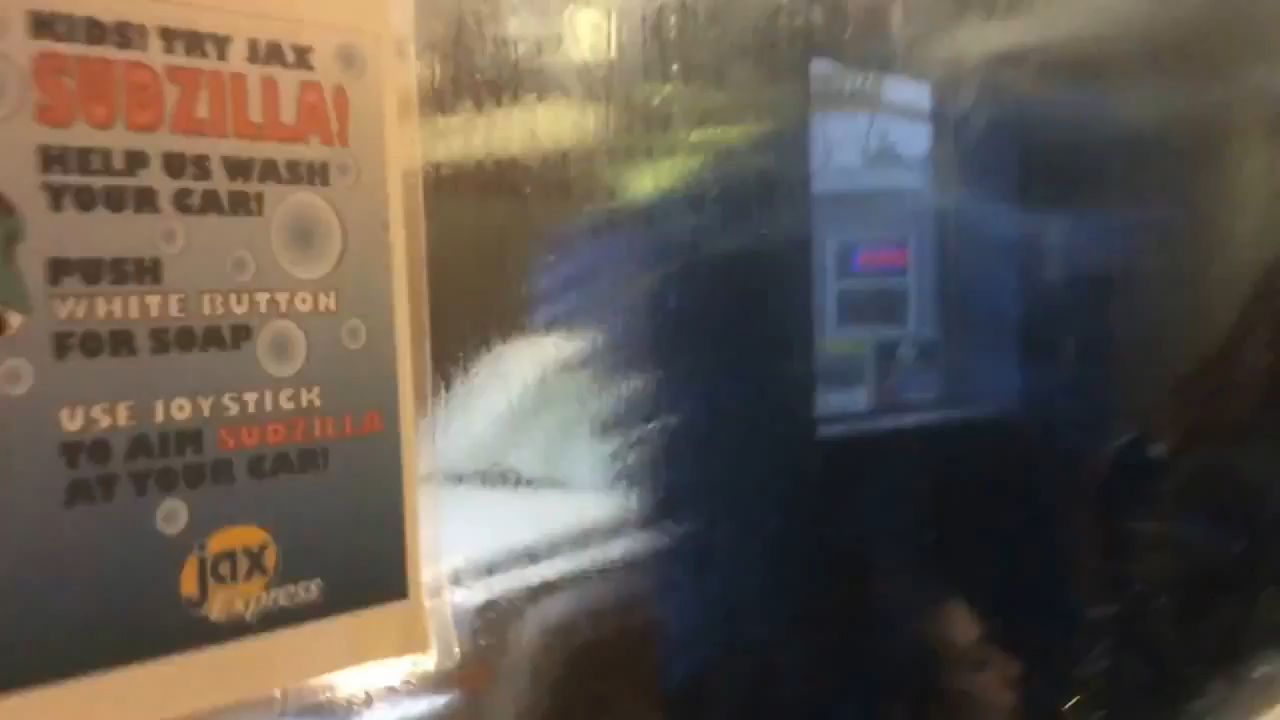 KIDS! TRY JAX
SUDZILLA!
HELP US WASH
YOUR CAR!
PUSH
WHITE BUTTON
FOR SOAP
USE JOYSTICK
TO AIM SUDZILLA
AT YOUR CAR!
jax
Express